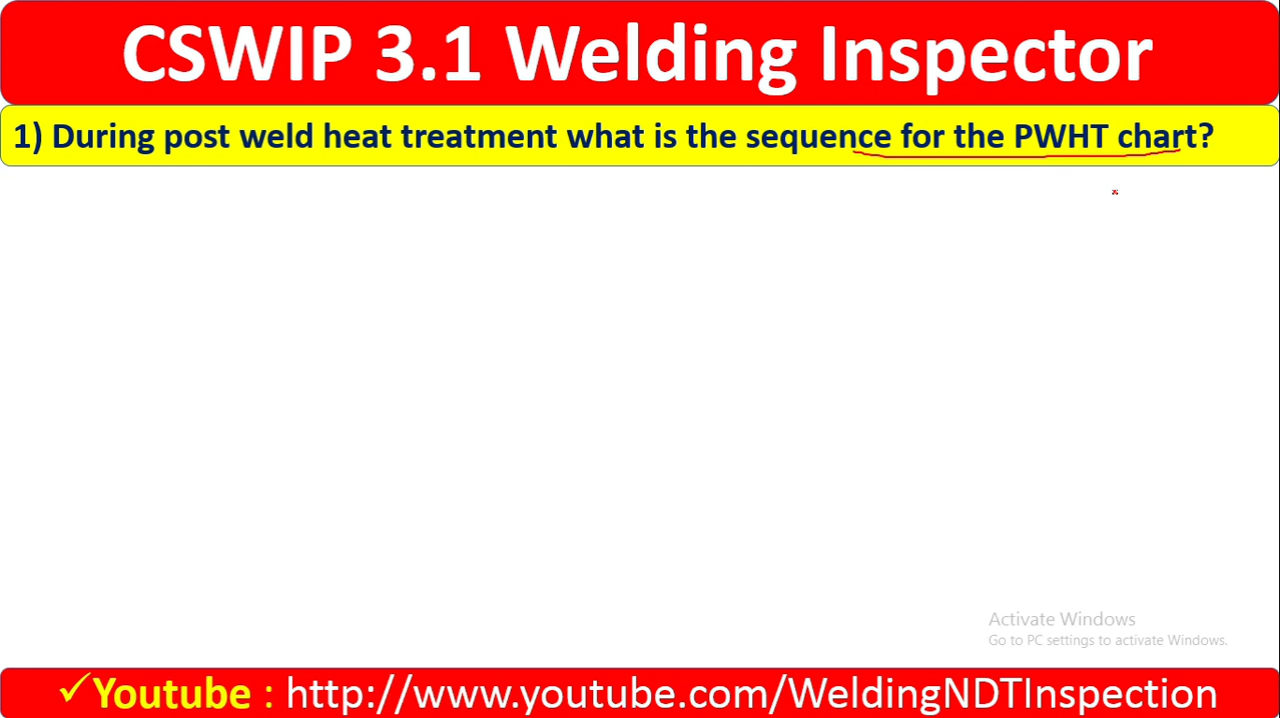 CSWIP 3.1 Welding Inspector
1) During post weld heat treatment what is the sequence for the PWHT chart?
Activate Windows
Go to PC settings to activate Windows.
✓Youtube : http://www.youtube.com/WeldingNDTInspection